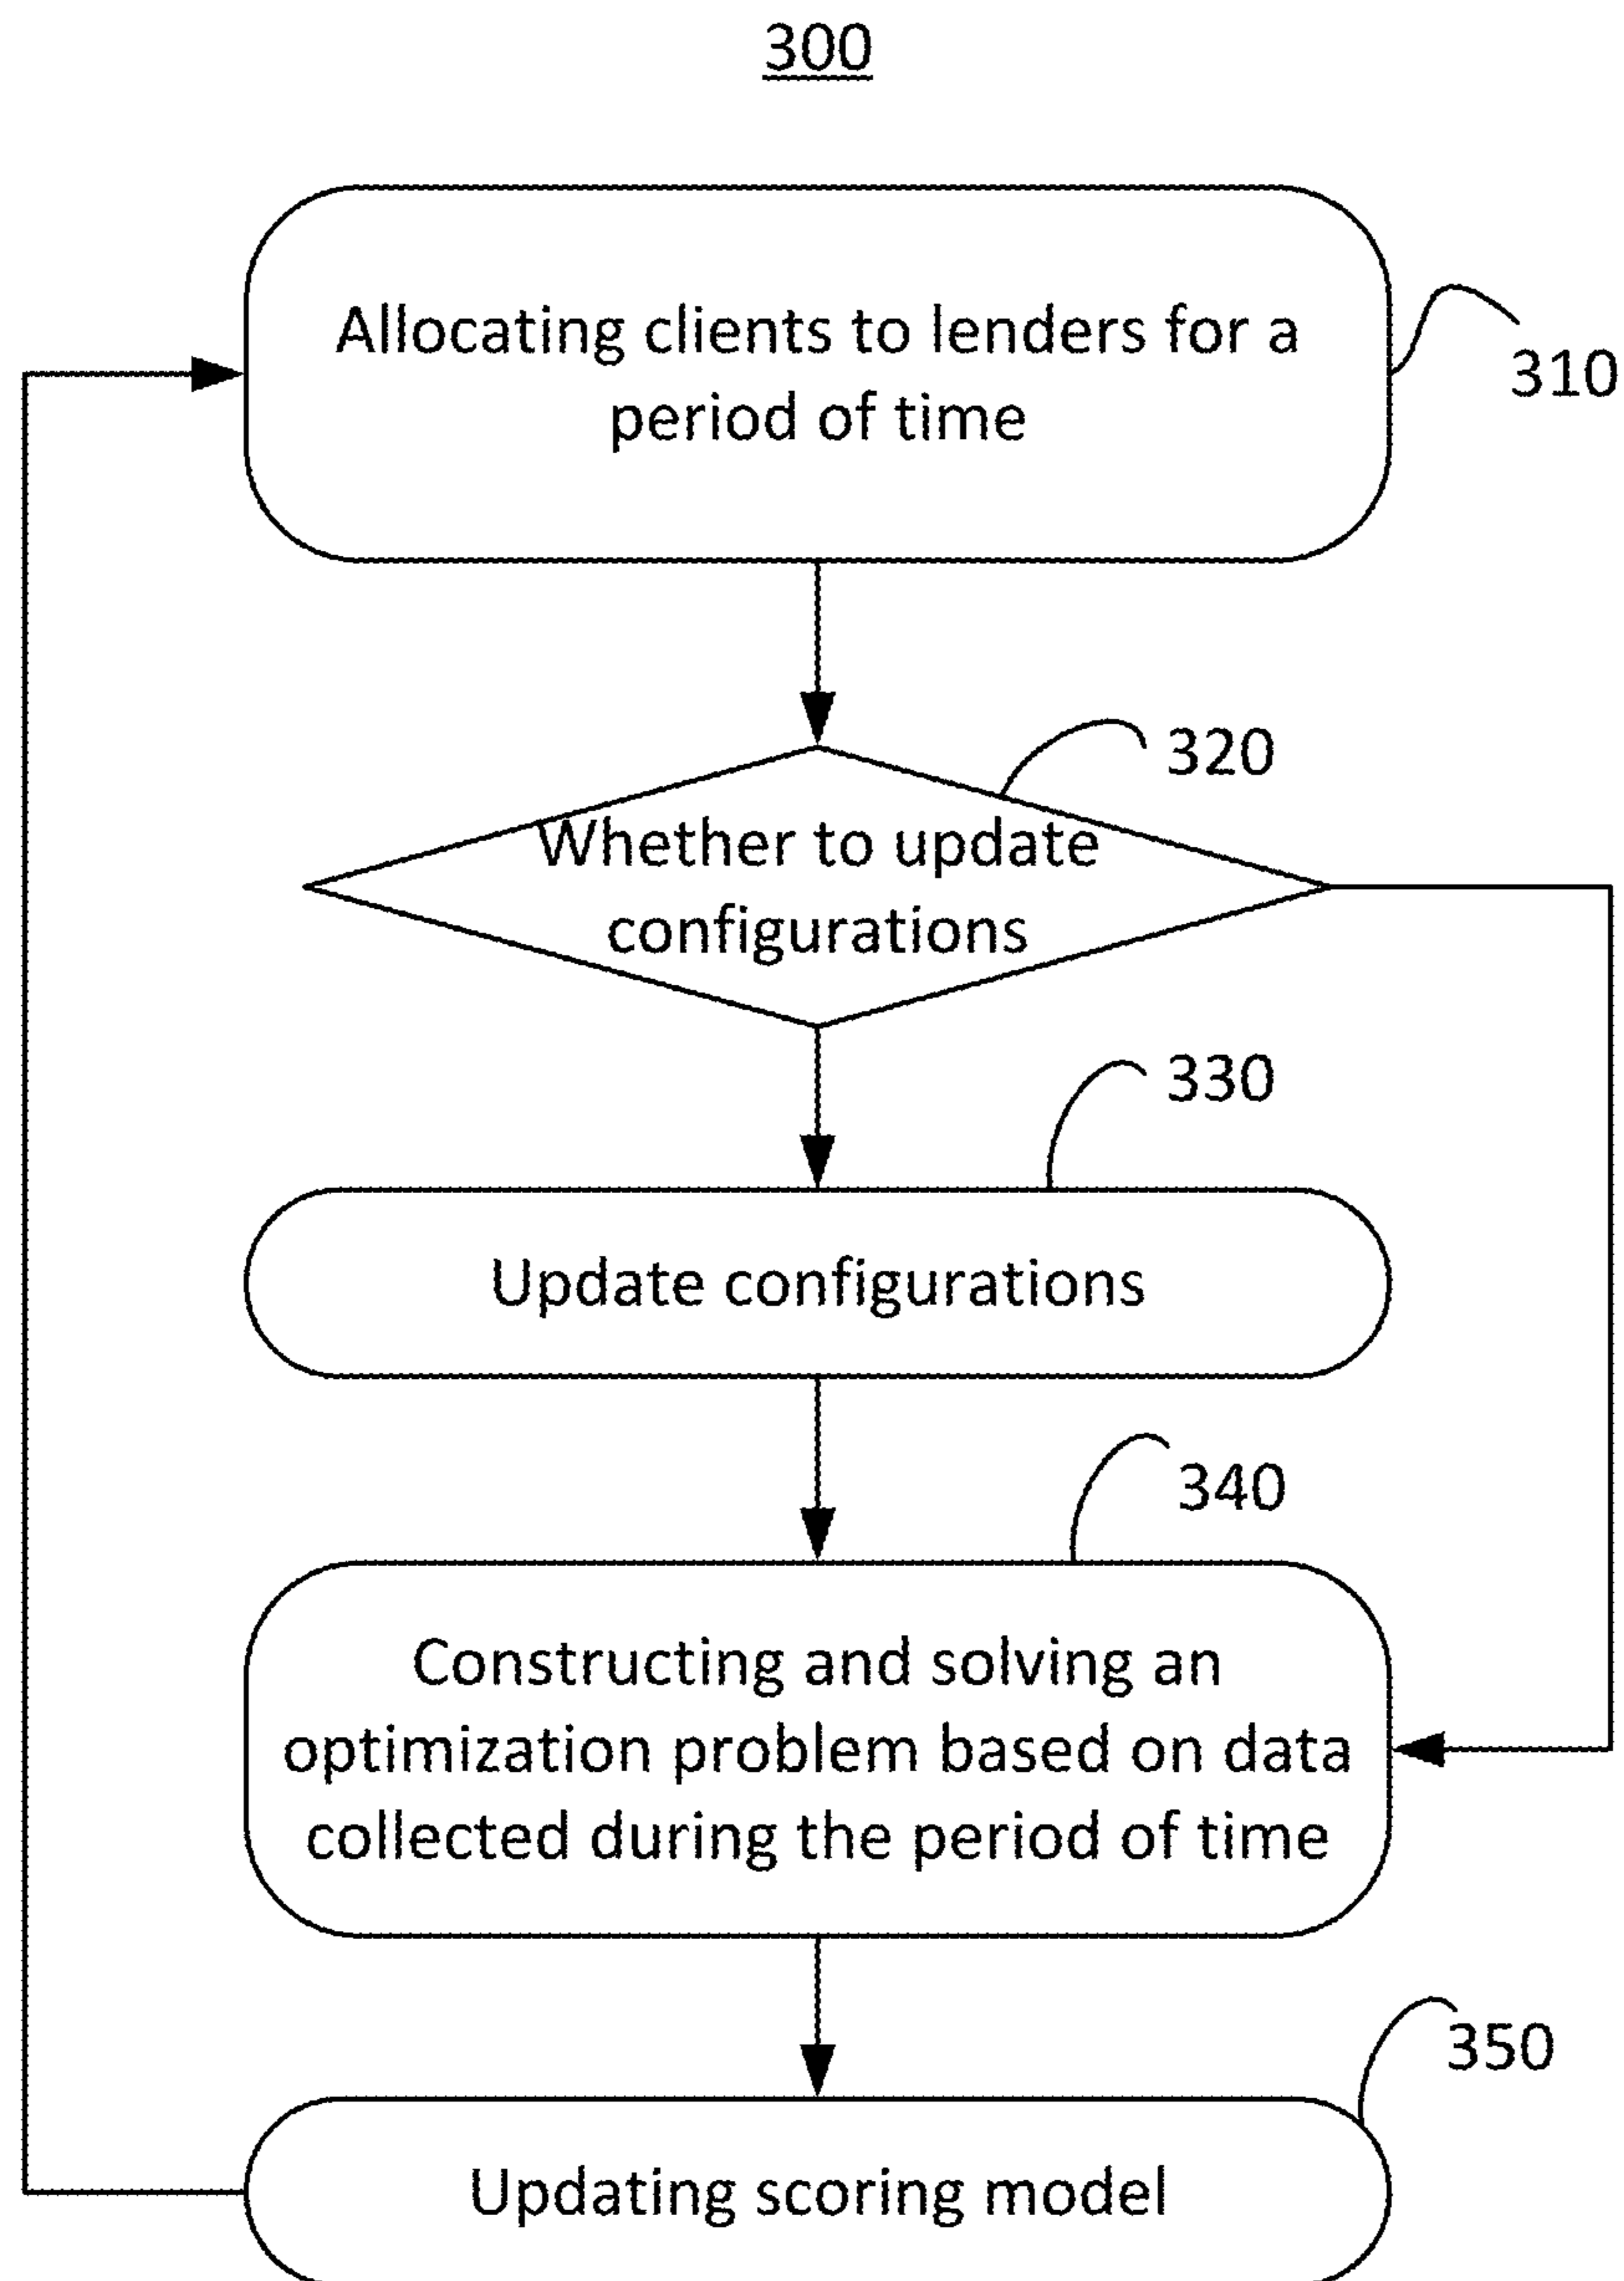 300
Allocating clients to lenders for a
period of time
310
320
Whether to update
configurations
330
Update configurations
340
Constructing and solving an
optimization problem based on data
collected during the period of time
350
Updating scoring model